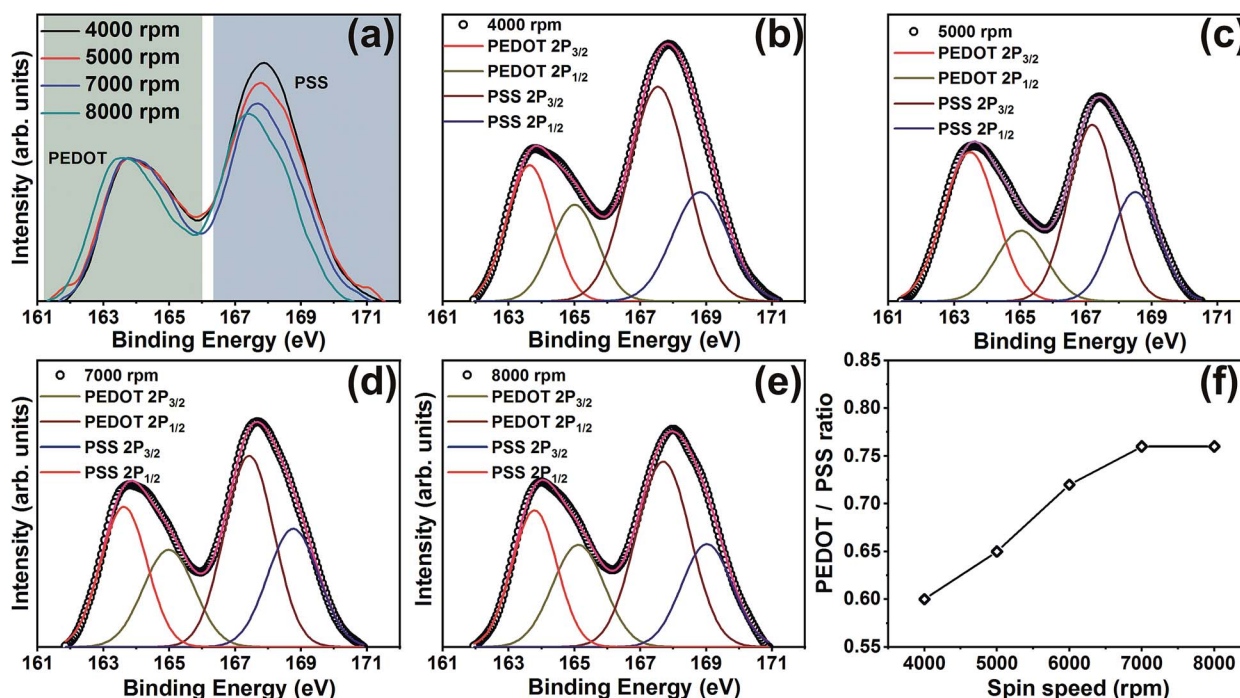 (a)
4000 rpm
5000 rpm
7000 rpm
8000 rpm
PEDOT
PSS
Intensity (arb. units)
161 163 165 167 169 171
Binding Energy (eV)
(b)
4000 rpm
PEDOT 2P3/2
PEDOT 2P1/2
PSS 2P3/2
PSS 2P1/2
Intensity (arb. units)
161 163 165 167 169 171
Binding Energy (eV)
(c)
5000 rpm
PEDOT 2P3/2
PEDOT 2P1/2
PSS 2P3/2
PSS 2P1/2
Intensity (arb. units)
161 163 165 167 169 171
Binding Energy (eV)
(d)
7000 rpm
PEDOT 2P3/2
PEDOT 2P1/2
PSS 2P3/2
PSS 2P1/2
Intensity (arb. units)
161 163 165 167 169 171
Binding Energy (eV)
(e)
8000 rpm
PEDOT 2P3/2
PEDOT 2P1/2
PSS 2P3/2
PSS 2P1/2
Intensity (arb. units)
161 163 165 167 169 171
Binding Energy (eV)
(f)
PEDOT / PSS ratio
0.85
0.80
0.75
0.70
0.65
0.60
0.55
4000 5000 6000 7000 8000
Spin speed (rpm)